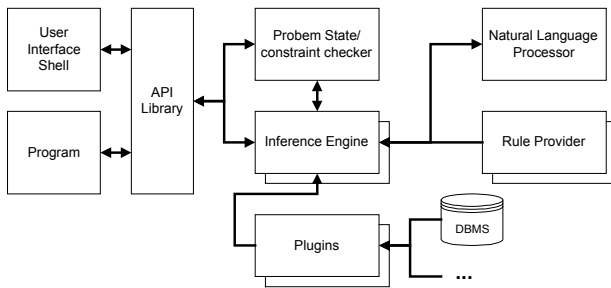 User
Interface
Shell
Program
API
Library
Probem State/
constraint checker
Inference Engine
Plugins
Natural Language
Processor
Rule Provider
DBMS
...